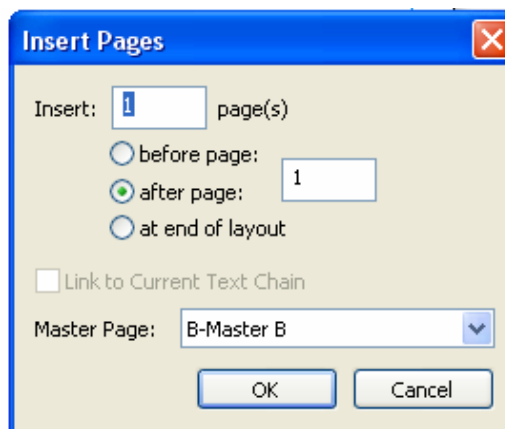 Insert Pages
Insert: 1 page(s)
before page:
after page: 1
at end of layout
Link to Current Text Chain
Master Page: B-Master B
OK Cancel